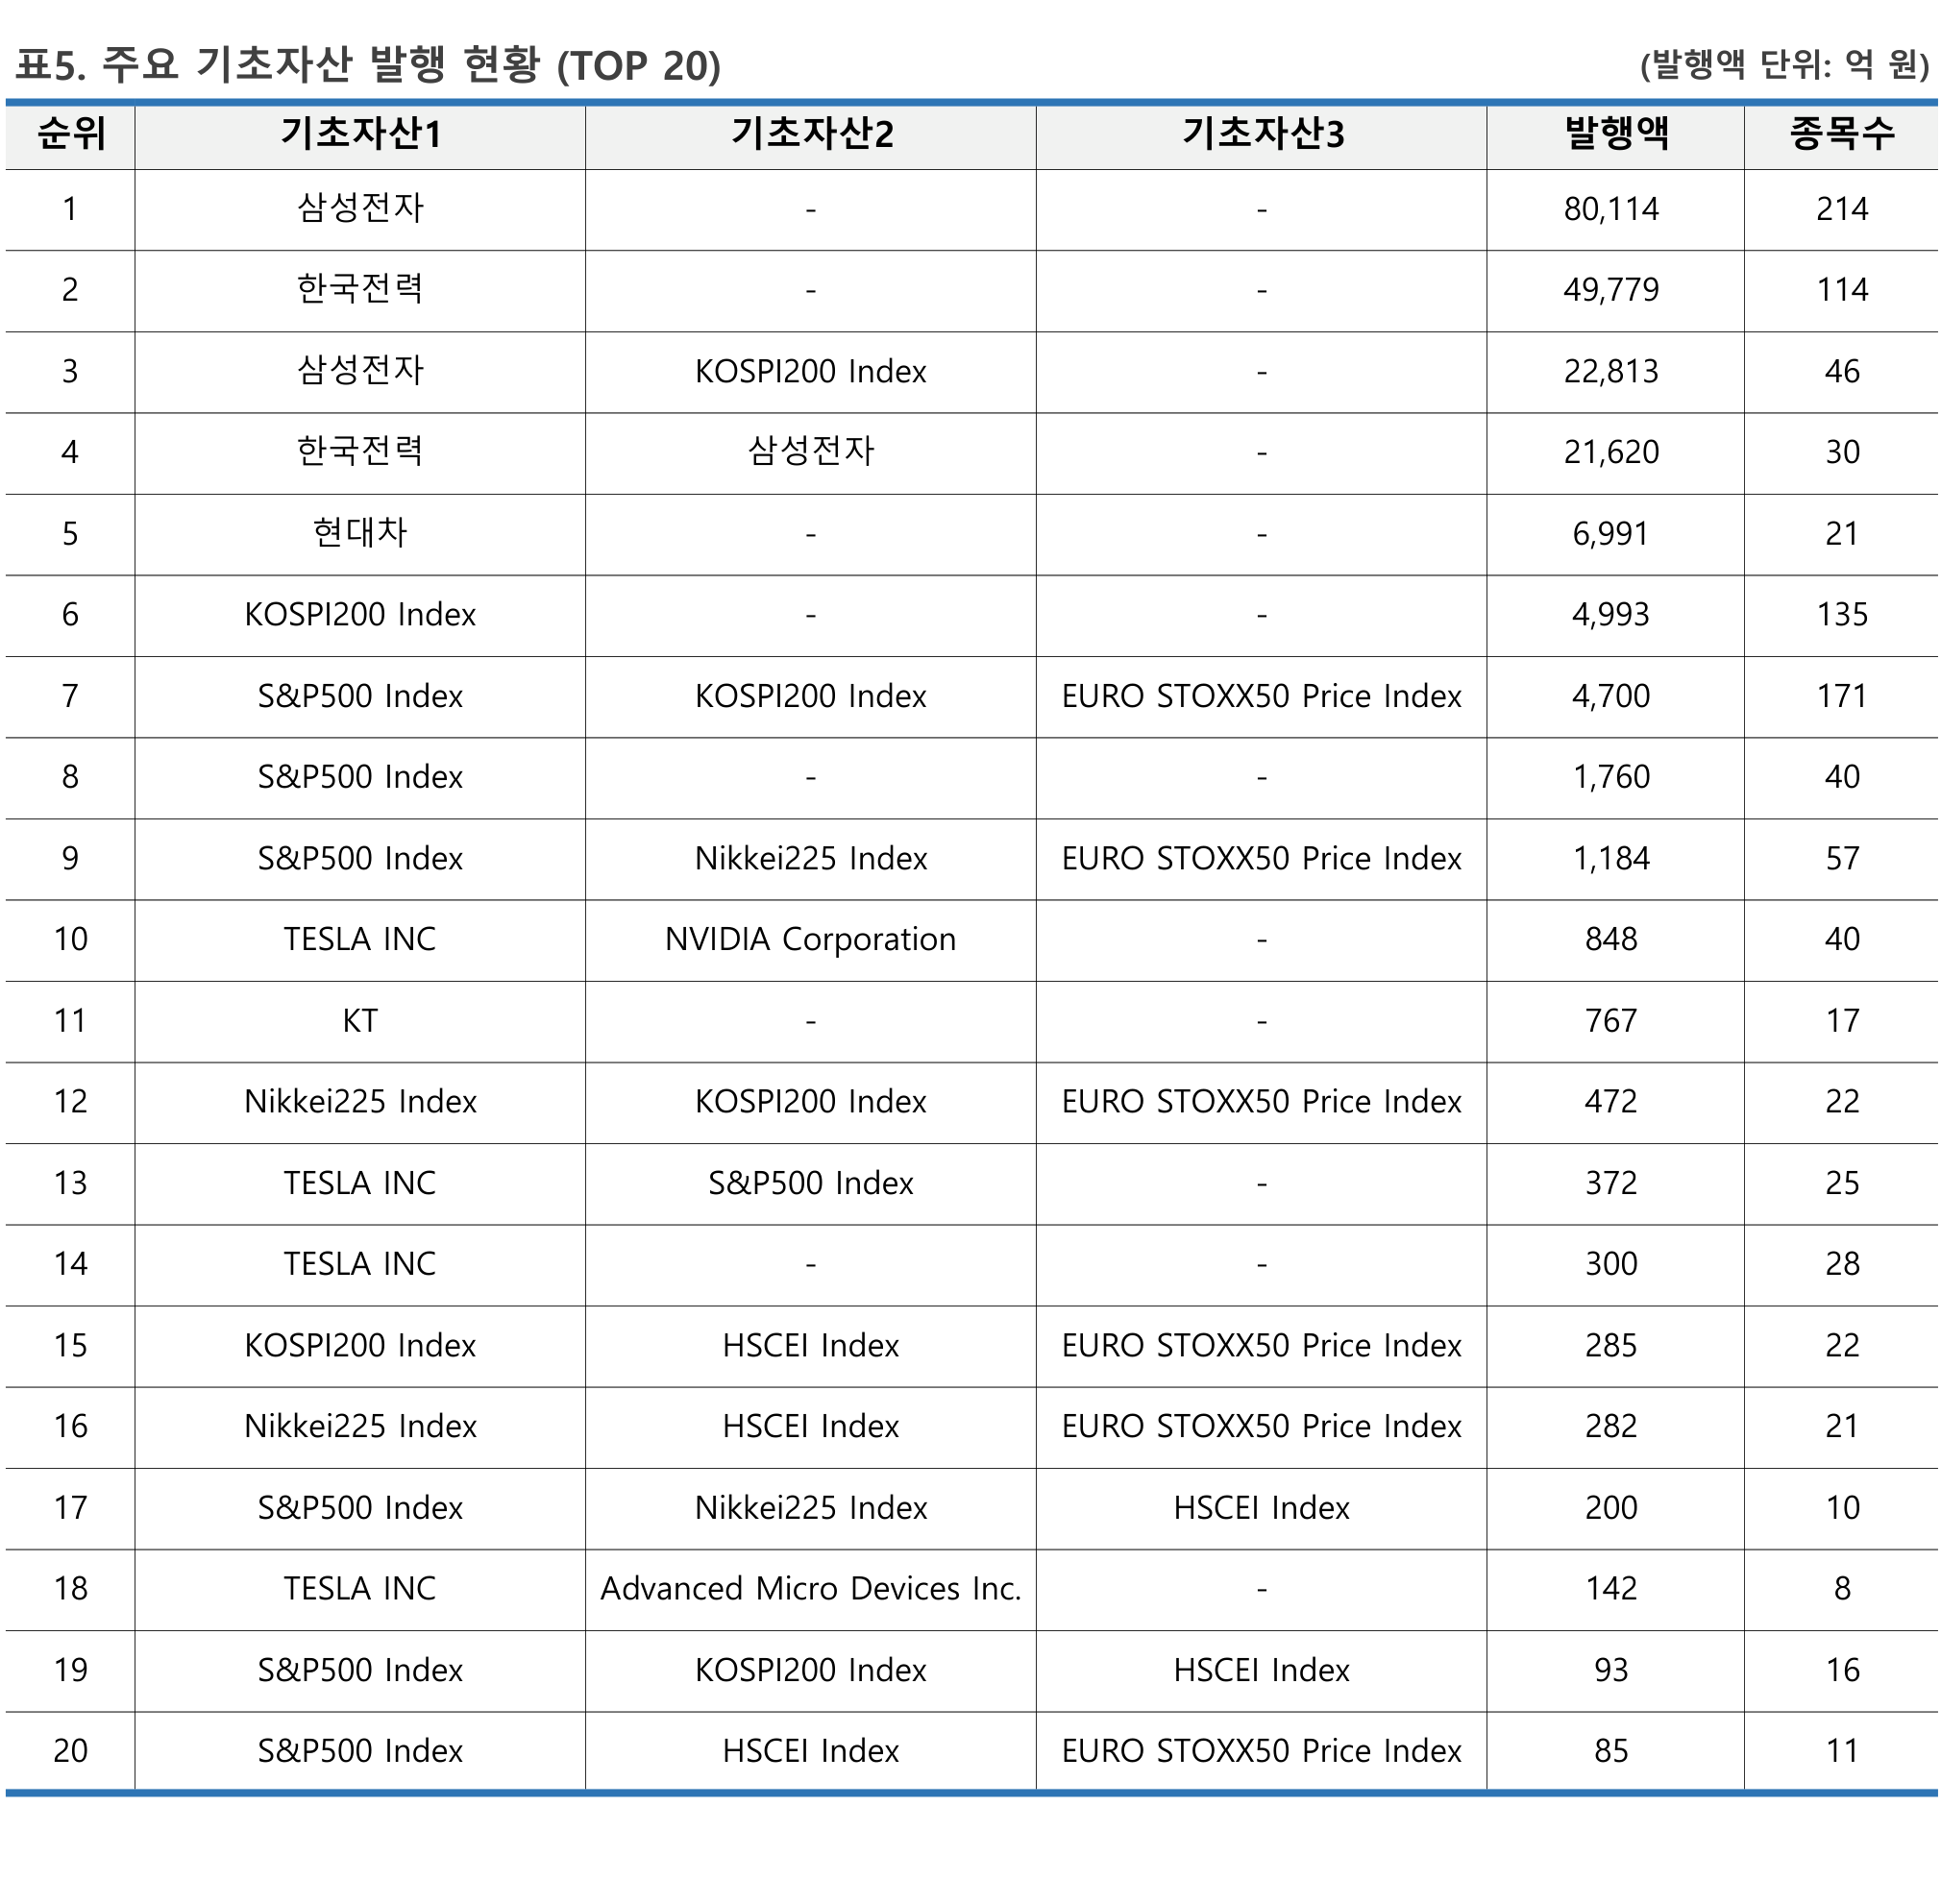 표5. 주요 기초자산 발행 현황 (TOP 20) (발행액 단위: 억 원)
순위 기초자산1 기초자산2 기초자산3 발행액 종목수
1 삼성전자 - - 80,114 214
2 한국전력 - - 49,779 114
3 삼성전자 KOSPI200 Index - 22,813 46
4 한국전력 삼성전자 - 21,620 30
5 현대차 - - 6,991 21
6 KOSPI200 Index - - 4,993 135
7 S&P500 Index KOSPI200 Index EURO STOXX50 Price Index 4,700 171
8 S&P500 Index - - 1,760 40
9 S&P500 Index Nikkei225 Index EURO STOXX50 Price Index 1,184 57
10 TESLA INC NVIDIA Corporation - 848 40
11 KT - - 767 17
12 Nikkei225 Index KOSPI200 Index EURO STOXX50 Price Index 472 22
13 TESLA INC S&P500 Index - 372 25
14 TESLA INC - - 300 28
15 KOSPI200 Index HSCEI Index EURO STOXX50 Price Index 285 22
16 Nikkei225 Index HSCEI Index EURO STOXX50 Price Index 282 21
17 S&P500 Index Nikkei225 Index HSCEI Index 200 10
18 TESLA INC Advanced Micro Devices Inc. - 142 8
19 S&P500 Index KOSPI200 Index HSCEI Index 93 16
20 S&P500 Index HSCEI Index EURO STOXX50 Price Index 85 11